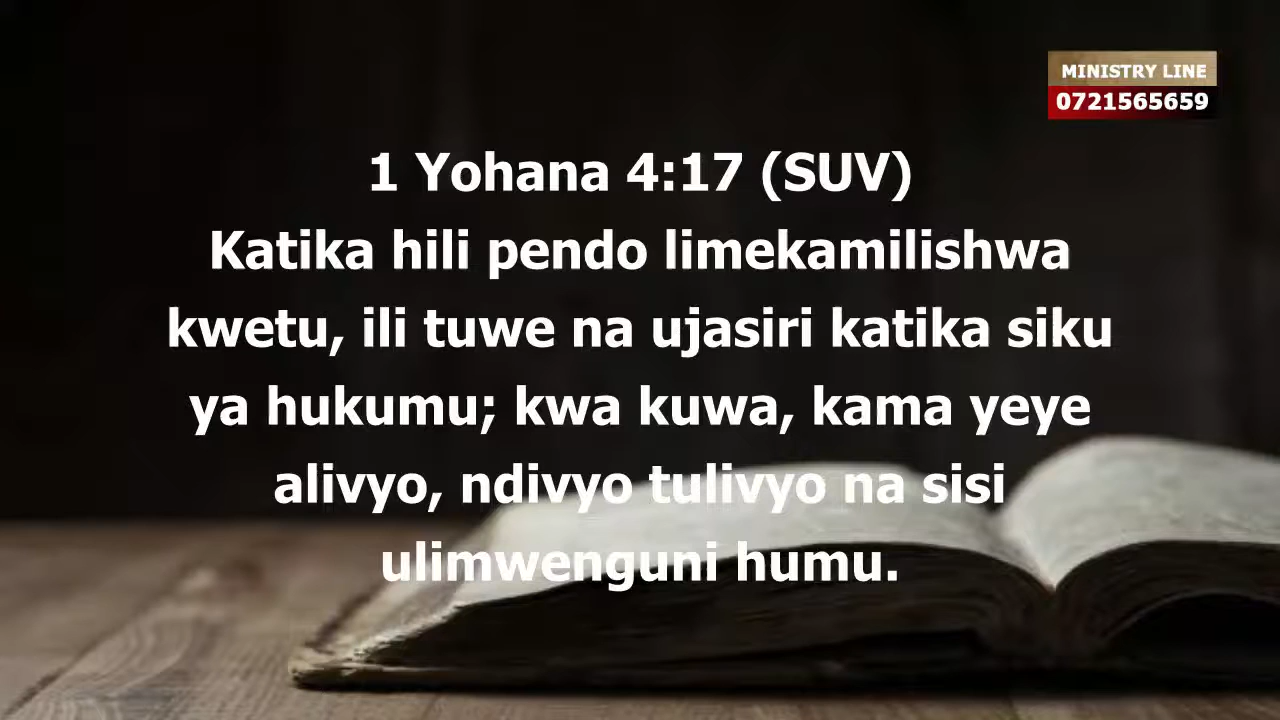 MINISTRY LINE
0721565659
1 Yohana 4:17 (SUV)
Katika hili pendo limekamilishwa
kwetu, ili tuwe na ujasiri katika siku
ya hukumu; kwa kuwa, kama yeye
alivyo, ndivyo tulivyo na sisi
ulimwenguni humu.